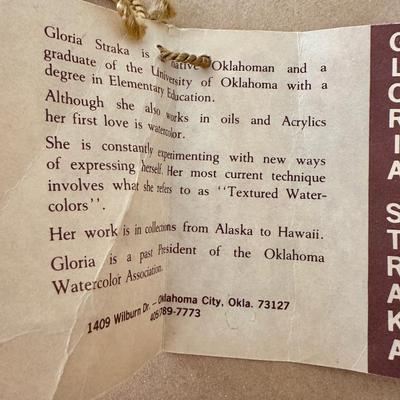 Gloria Straka is a native Oklahoman and a
graduate of the University of Oklahoma with a
degree in Elementary Education.
Although she also works in oils and Acrylics
her first love is watercolor.
She is constantly experimenting with new ways
of expressing herself. Her most current technique
involves what she refers to as "Textured Water-
colors".
Her work is in collections from Alaska to Hawaii.
Gloria is a past President of the Oklahoma
Watercolor Association.
1409 Wilburn Dr. – Oklahoma City, Okla. 73127
405/789-7773
GLORIA STRAKA